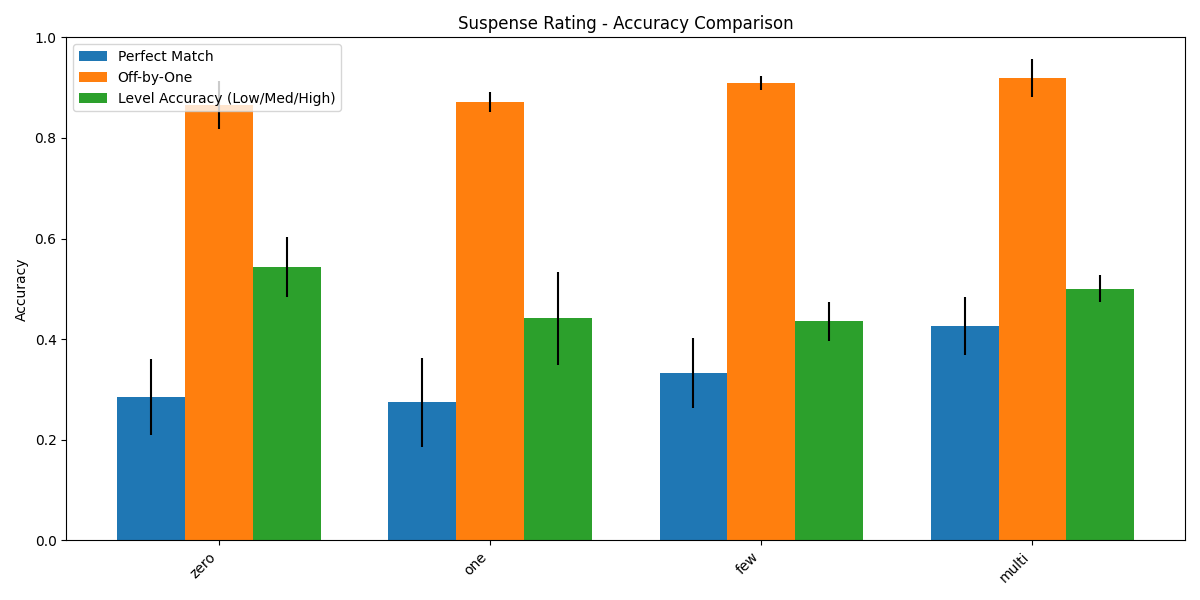 Suspense Rating - Accuracy Comparison
Perfect Match
Off-by-One
Level Accuracy (Low/Med/High)
1.0
0.8
0.6
0.4
0.2
0.0
Accuracy
zero
one
few
multi